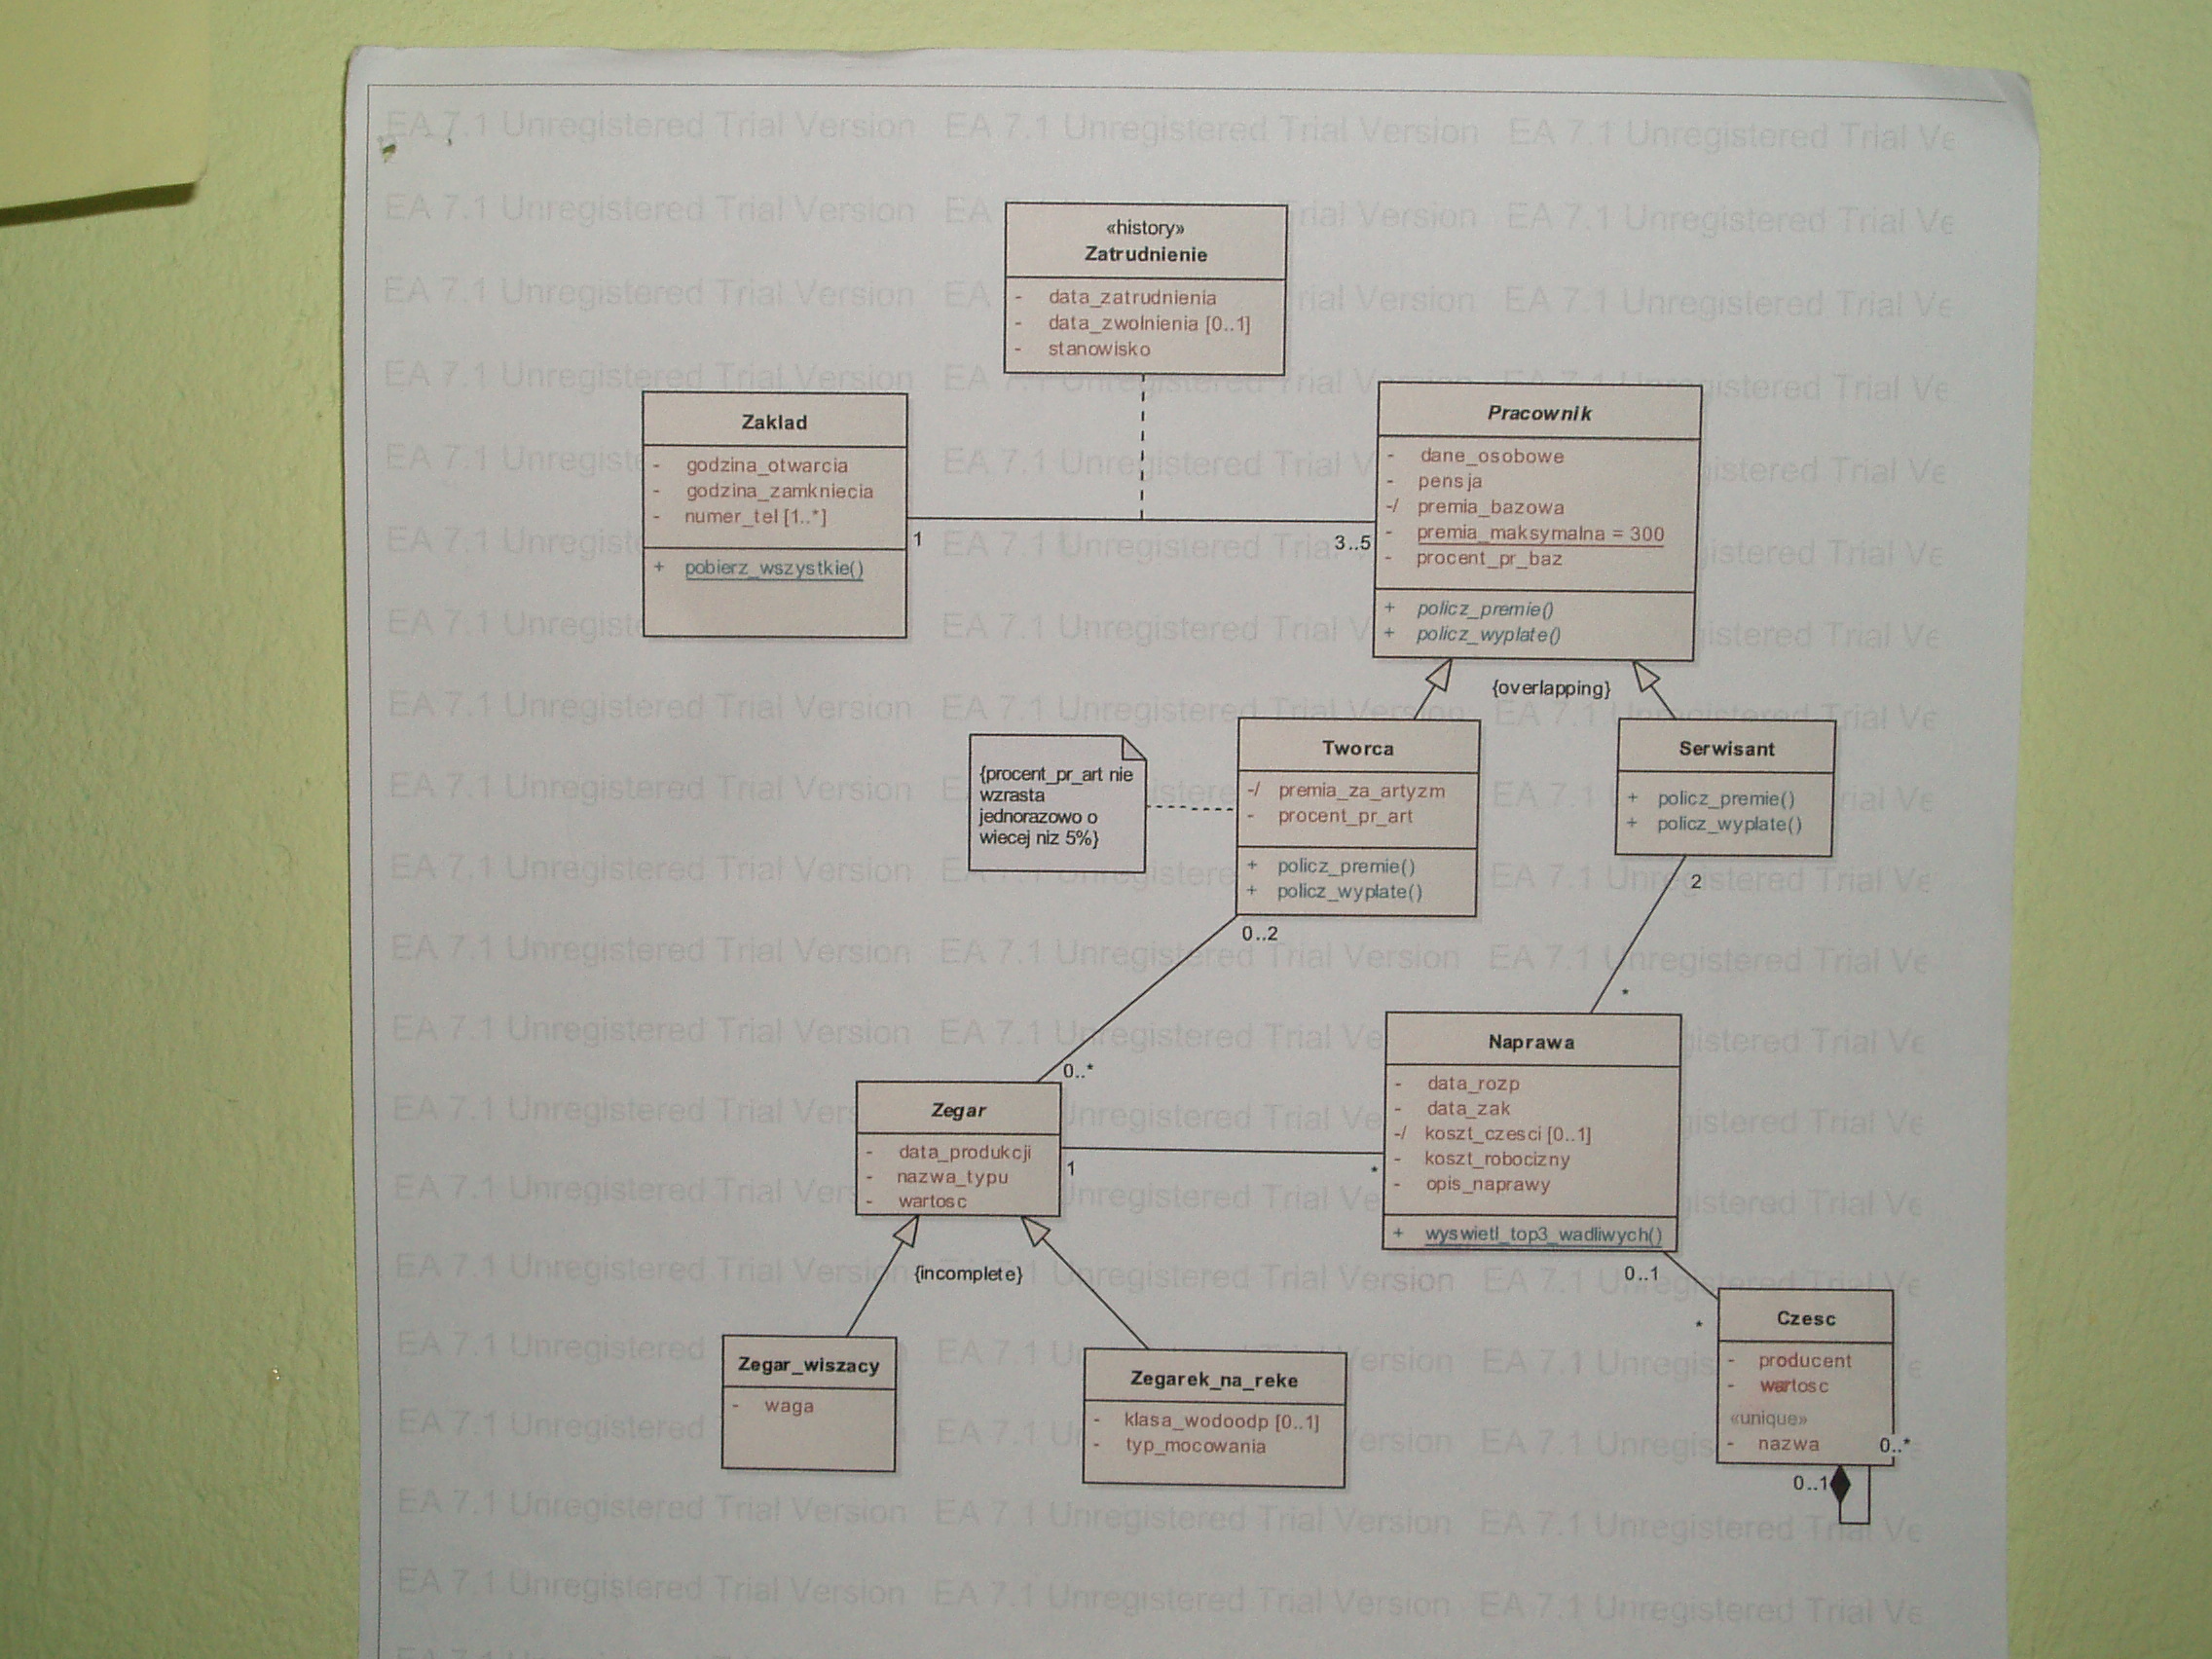 EA 7.1 Unregistered Trial Version EA 7.1 Unregistered Trial Version EA 7.1 Unregistered Trial Ve
«history»
Zatrudnienie
- data_zatrudnienia
- data_zwolnienia [0..1]
- stanowisko
Zaklad
- godzina_otwarcia
- godzina_zamkniecia
- numer_tel [1..*]
+ pobierz_wszystkie()
1
3..5
Pracownik
- dane_osobowe
- pensja
-/ premia_bazowa
- premia_maksymalna = 300
- procent_pr_baz
+ policz_premie()
+ policz_wyplate()
{overlapping}
{procent_pr_art nie
wzrasta
jednorazowo o
wiecej niz 5%}
Tworca
-/ premia_za_artyzm
- procent_pr_art
+ policz_premie()
+ policz_wyplate()
0..2
Serwisant
+ policz_premie()
+ policz_wyplate()
2
*
0..*
Zegar
- data_produkcji
- nazwa_typu
- wartosc
1
*
Naprawa
- data_rozp
- data_zak
-/ koszt_czesci [0..1]
- koszt_robocizny
- opis_naprawy
+ wyswietl_top3_wadliwych()
0..1
*
{incomplete}
Zegar_wiszacy
- waga
Zegarek_na_reke
- klasa_wodoodp [0..1]
- typ_mocowania
Czesc
- producent
- wartosc
«unique»
- nazwa
0..*
0..1